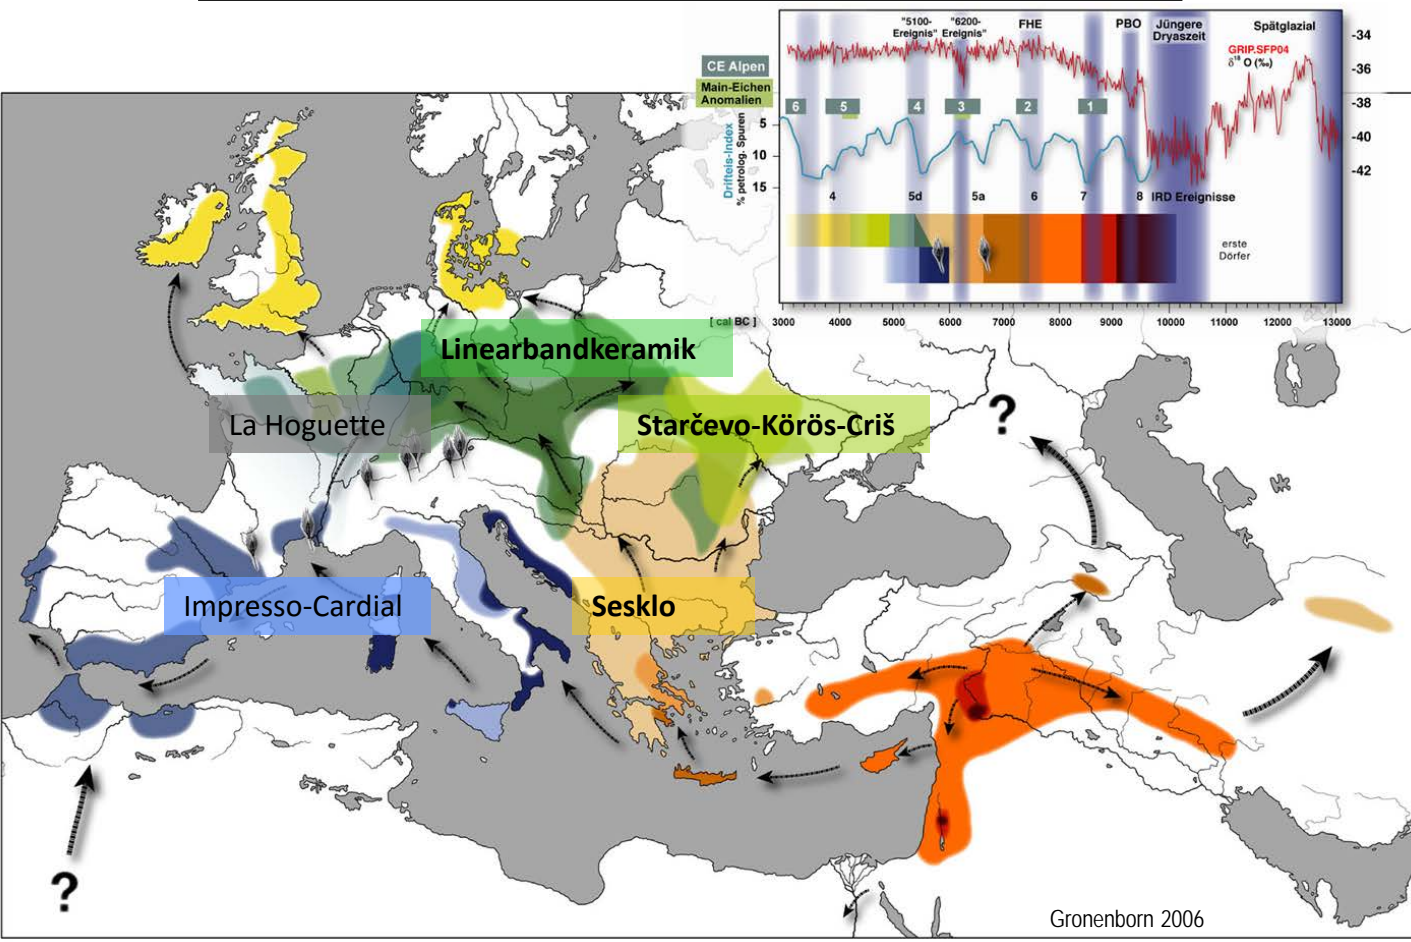 "5100-
Ereignis"
"6200-
Ereignis"
FHE
PBO
Jüngere
Dryaszeit
Spätglazial
GRIP.SFP04
δ¹⁸ O (‰)
-34
-36
-38
-40
-42
CE Alpen
Main-Eichen
Anomalien
6
5
4
3
2
1
Drifteis-Index
% petrolog. Spuren
5
10
15
4
5d
5a
6
7
8
IRD Ereignisse
erste
Dörfer
[ cal BC ]
3000
4000
5000
6000
7000
8000
9000
10000
11000
12000
13000
Linearbandkeramik
La Hoguette
Starčevo-Körös-Criš
?
Impresso-Cardial
Sesklo
?
Gronenborn 2006